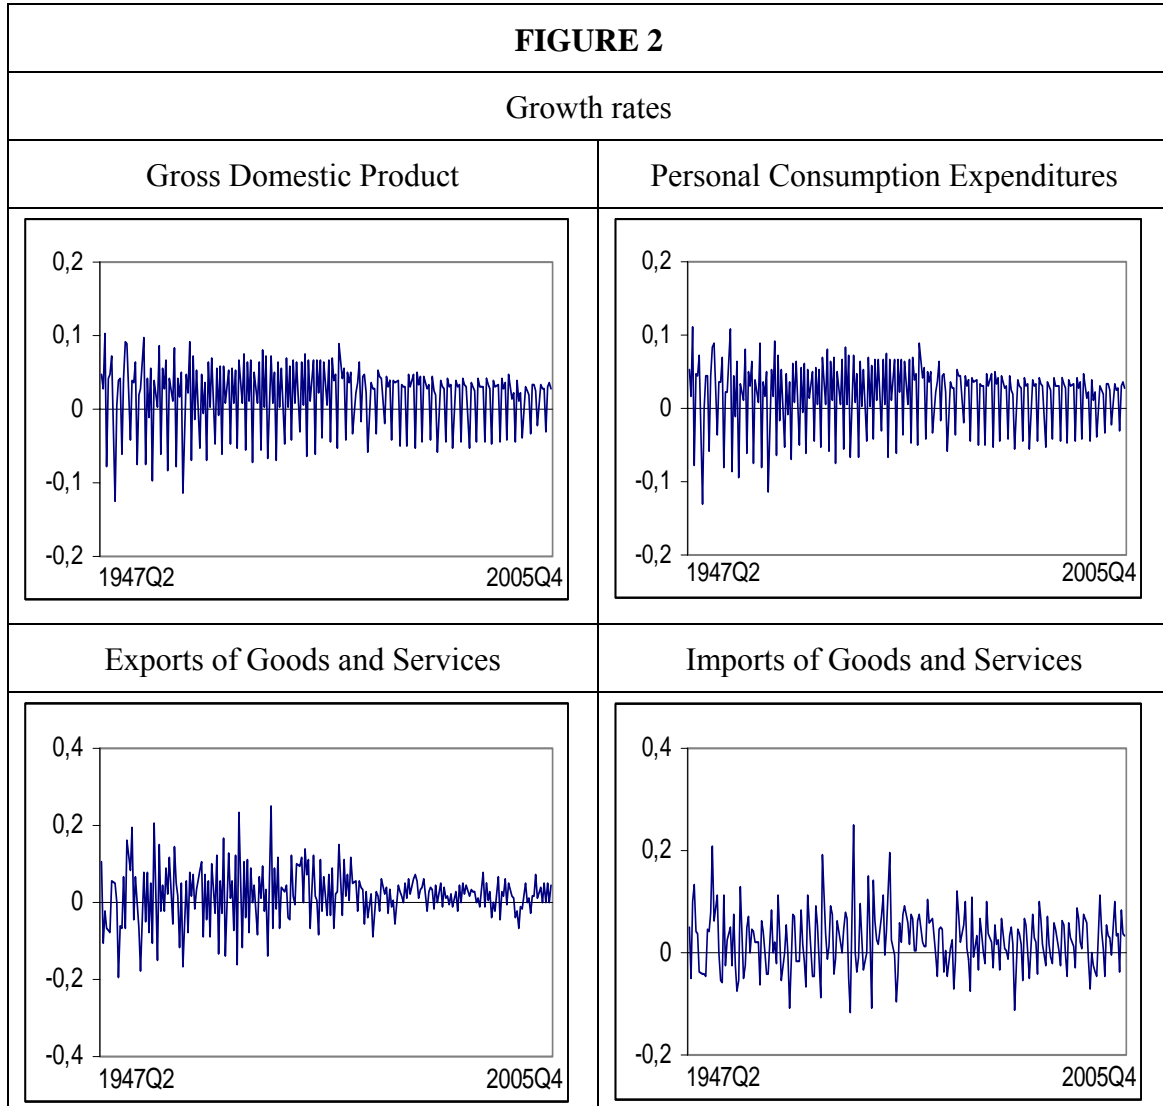 FIGURE 2
Growth rates
Gross Domestic Product
Personal Consumption Expenditures
0,2
0,1
0
-0,1
-0,2
1947Q2 2005Q4
0,2
0,1
0
-0,1
-0,2
1947Q2 2005Q4
Exports of Goods and Services
Imports of Goods and Services
0,4
0,2
0
-0,2
-0,4
1947Q2 2005Q4
0,4
0,2
0
-0,2
1947Q2 2005Q4